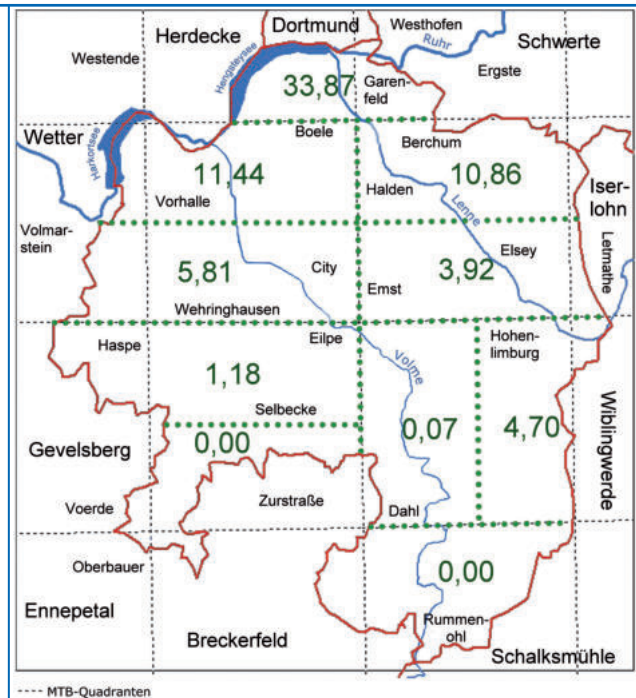 Dortmund
Westhofen
Herdecke
Schwerte
Westende
Ruhr
Hengsteysee
Ergste
33,87
Garen-
feld
Wetter
Boele
Berchum
Harkortsee
11,44
10,86
Iser-
lohn
Vorhalle
Halden
Lenne
Volmar-
stein
Letmathe
5,81
City
Elsey
3,92
Emst
Wehringhausen
Haspe
Eilpe
Hohen-
limburg
Volme
1,18
Selbecke
0,07
4,70
Wiblingwerde
Gevelsberg
0,00
Zurstraße
Voerde
Dahl
Oberbauer
0,00
Ennepetal
Rummen-
ohl
Breckerfeld
Schalksmühle
---- MTB-Quadranten